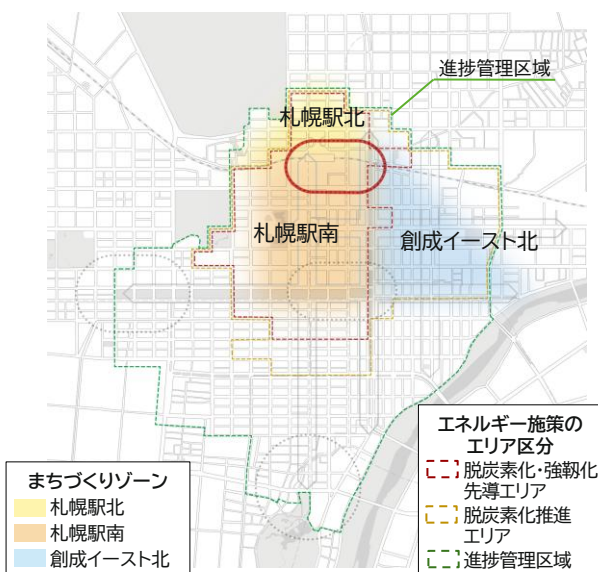 進捗管理区域
札幌駅北
札幌駅南
創成イースト北
まちづくりゾーン
札幌駅北
札幌駅南
創成イースト北
エネルギー施策の
エリア区分
脱炭素化・強靱化
先導エリア
脱炭素化推進
エリア
進捗管理区域